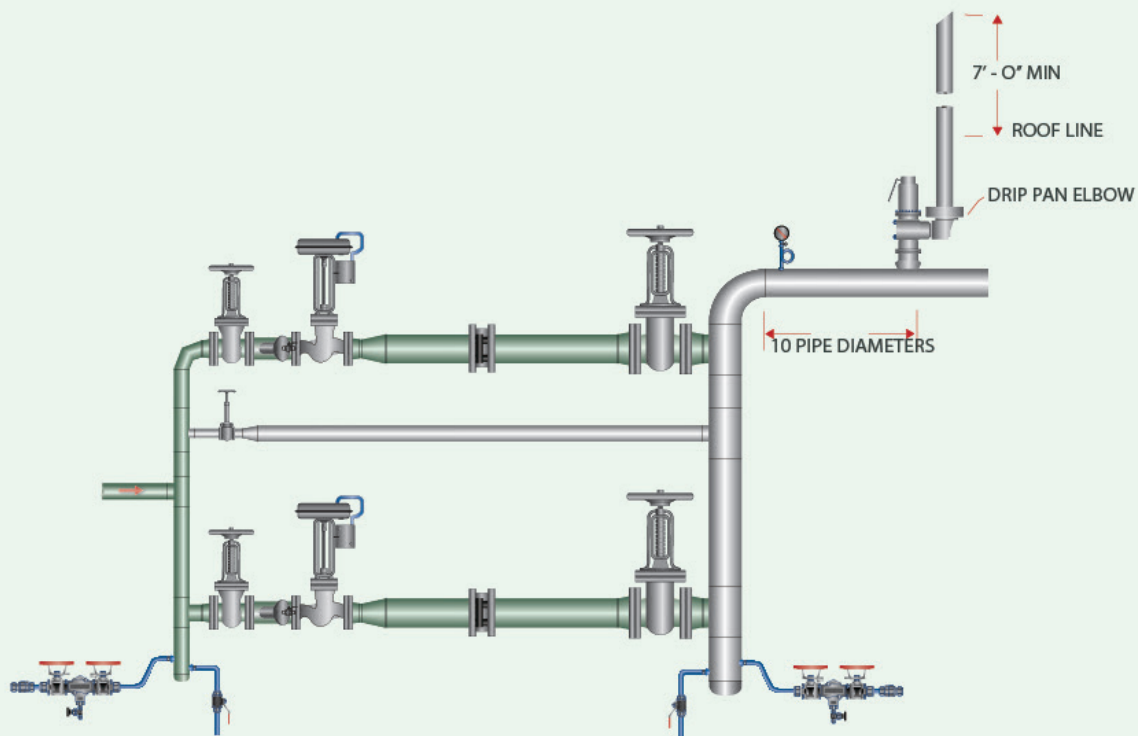 7' - O" MIN
ROOF LINE
DRIP PAN ELBOW
10 PIPE DIAMETERS